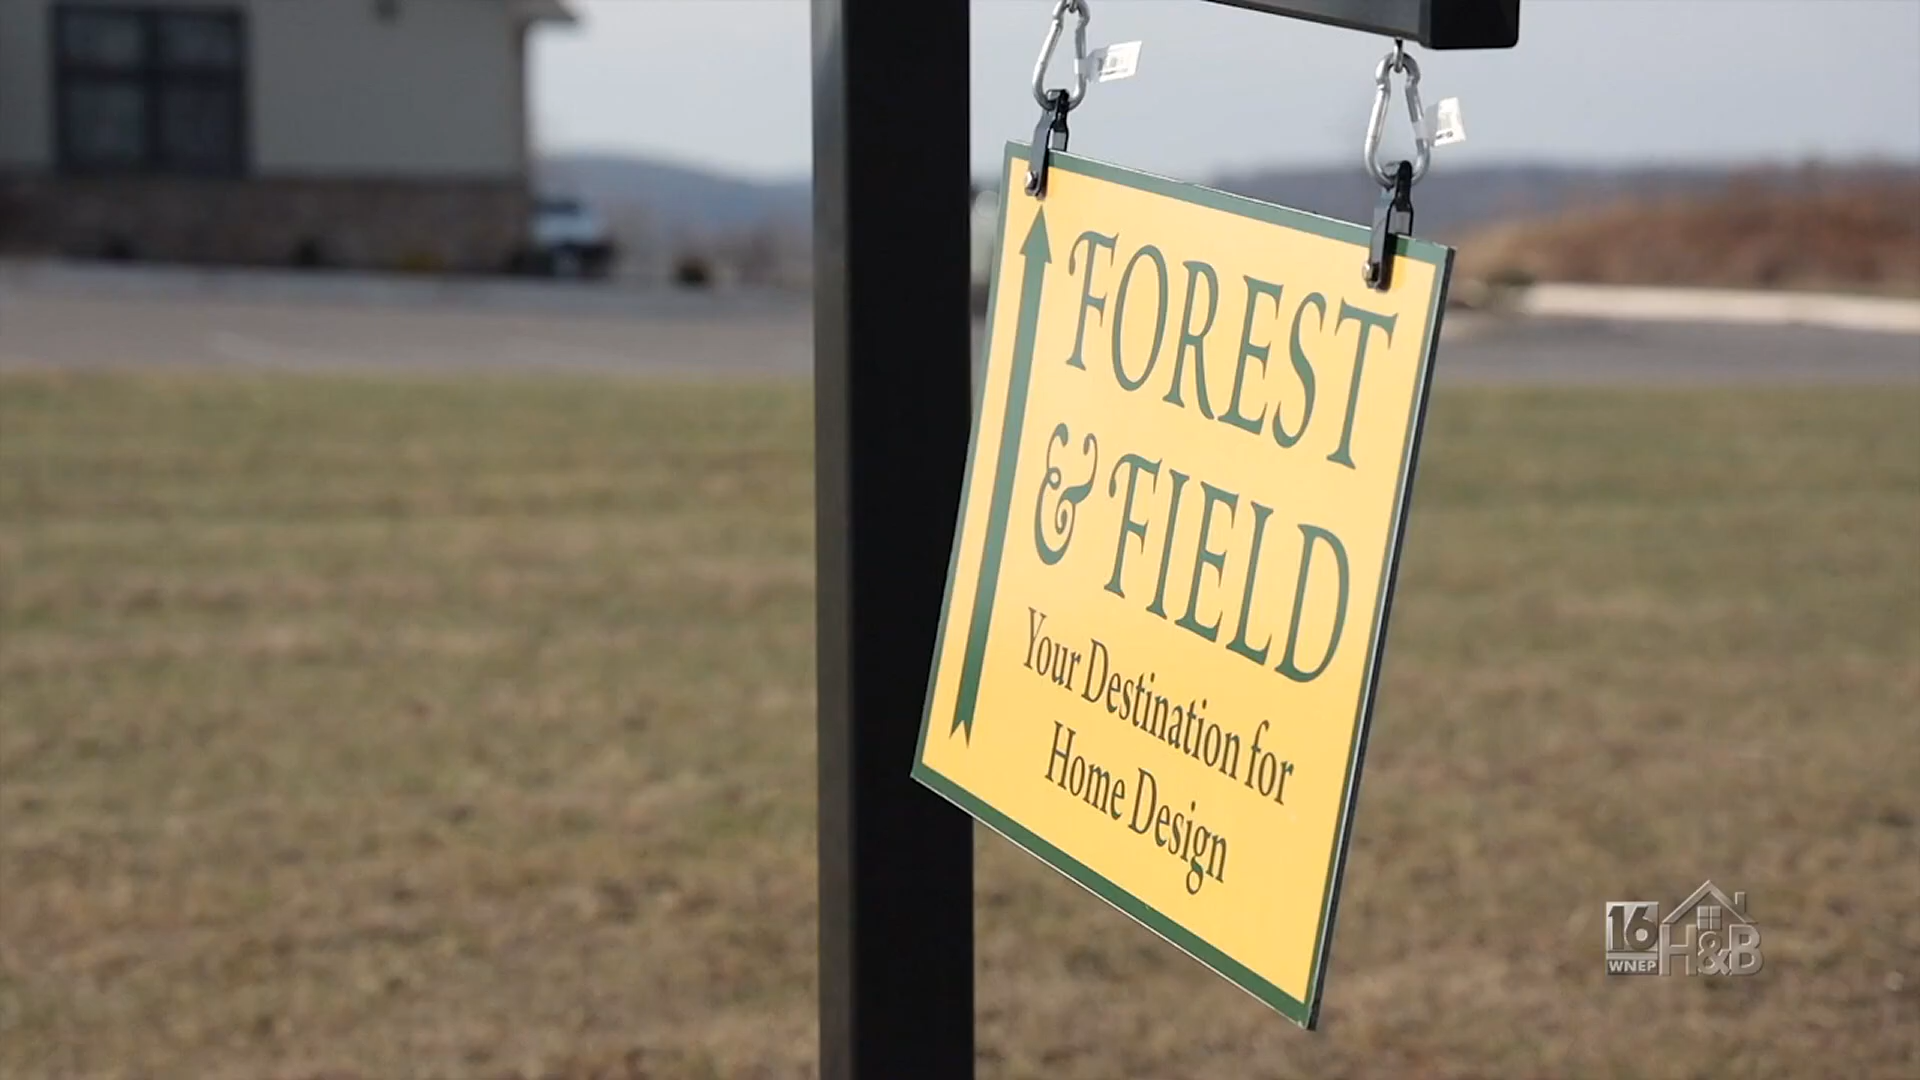 FOREST
& FIELD
Your Destination for
Home Design
16
WNEP
H&B